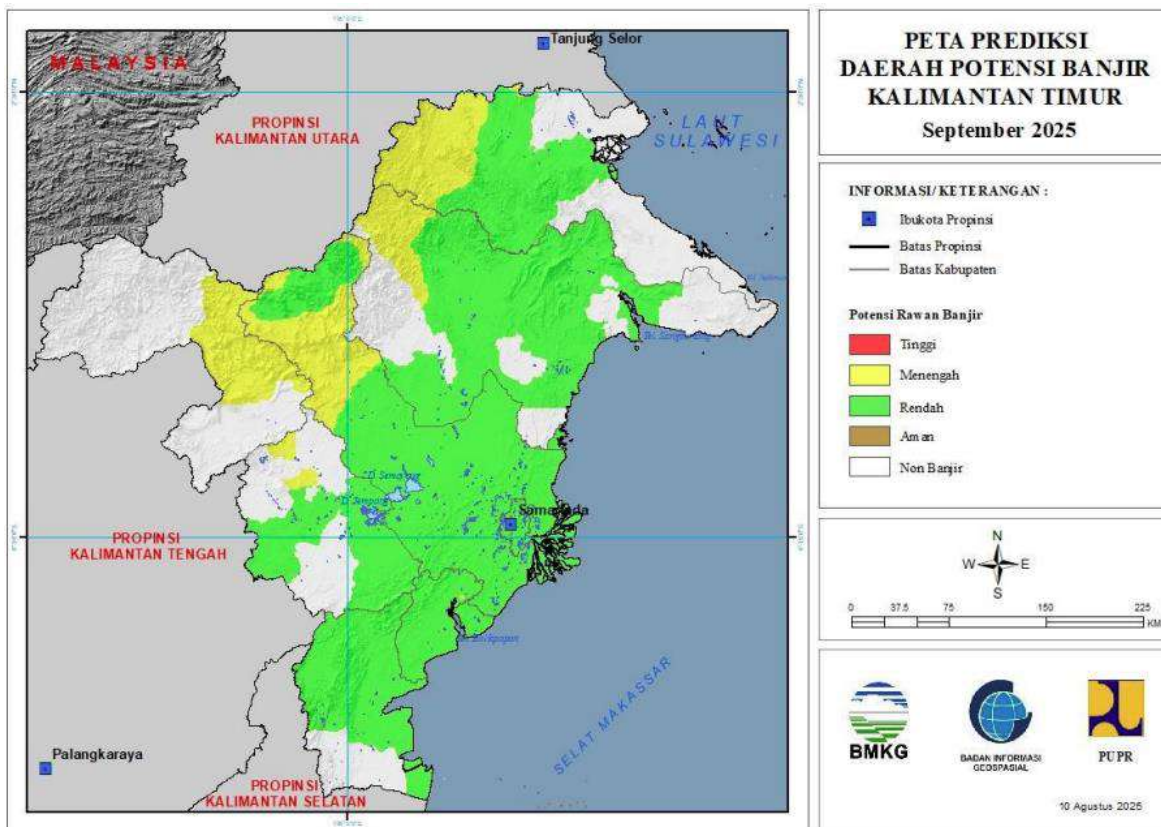 Tanjung Selor
MALAYSIA
PROPINSI
KALIMANTAN UTARA
LAUT
SULAWESI
Samarinda
PROPINSI
KALIMANTAN TENGAH
Palangkaraya
PROPINSI
KALIMANTAN SELATAN
SELAT MAKASSAR
PETA PREDIKSI
DAERAH POTENSI BANJIR
KALIMANTAN TIMUR
September 2025
INFORMASI/KETERANGAN :
Ibukota Propinsi
Batas Propinsi
Batas Kabupaten
Potensi Rawan Banjir
Tinggi
Menengah
Rendah
Aman
Non Banjir
N
W E
S
0 37.5 75 150 225
KM
BMKG
BADAN INFORMASI
GEOSPASIAL
PUPR
10 Agustus 2025